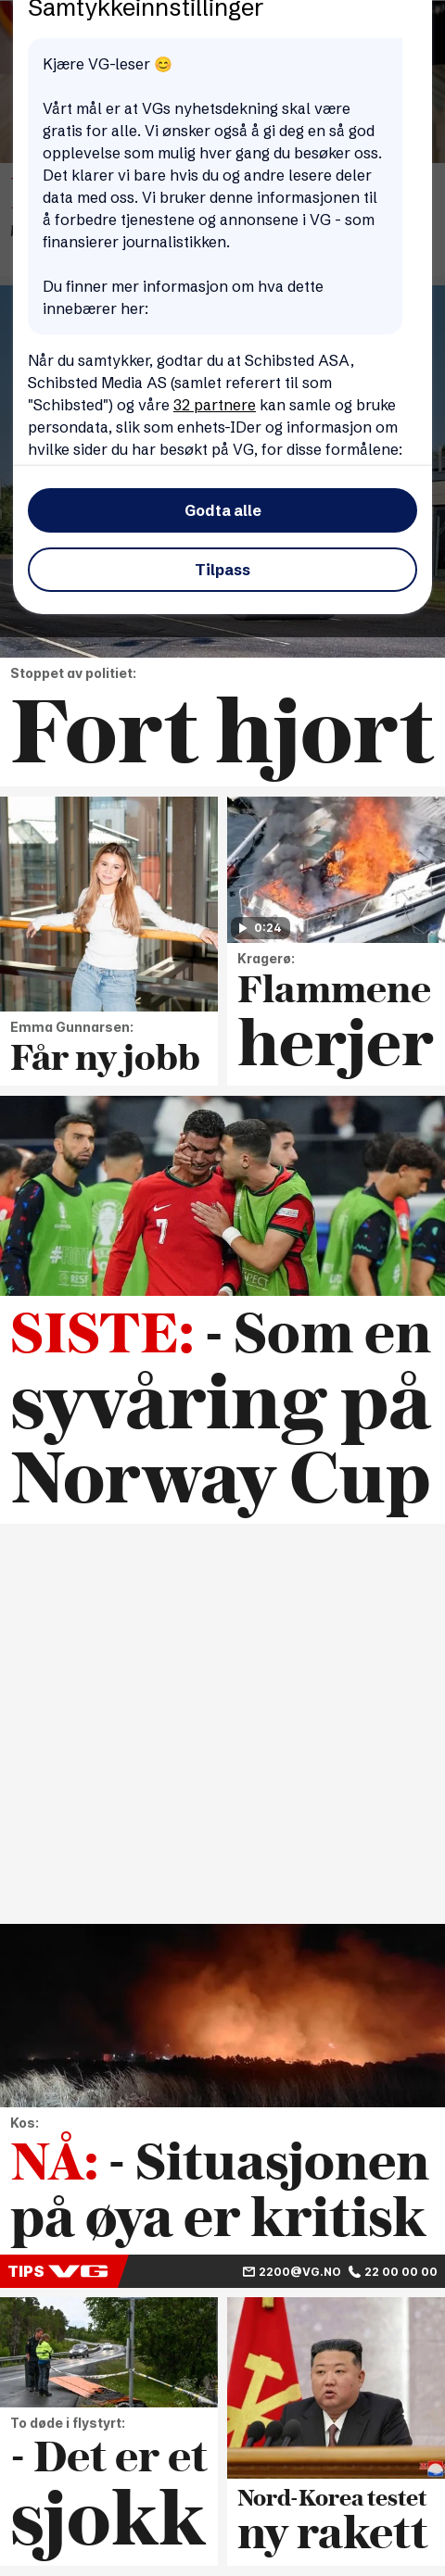 Samtykkeinnstillinger
Kjære VG-leser 😊
Vårt mål er at VGs nyhetsdekning skal være
gratis for alle. Vi ønsker også å gi deg en så god
opplevelse som mulig hver gang du besøker oss.
Det klarer vi bare hvis du og andre lesere deler
data med oss. Vi bruker denne informasjonen til
å forbedre tjenestene og annonsene i VG - som
finansierer journalistikken.
Du finner mer informasjon om hva dette
innebærer her:
Når du samtykker, godtar du at Schibsted ASA,
Schibsted Media AS (samlet referert til som
"Schibsted") og våre 32 partnere kan samle og bruke
persondata, slik som enhets-IDer og informasjon om
hvilke sider du har besøkt på VG, for disse formålene:
Godta alle
Tilpass
Stoppet av politiet:
Fort hjort
Emma Gunnarsen:
Får ny jobb
0:24
Kragerø:
Flammene
herjer
7
SISTE: - Som en
syvåring på
Norway Cup
Kos:
NÅ: - Situasjonen
på øya er kritisk
TIPS VG 2200@VG.NO 22 00 00 00
To døde i flystyrt:
- Det er et
sjokk
Nord-Korea testet
ny rakett